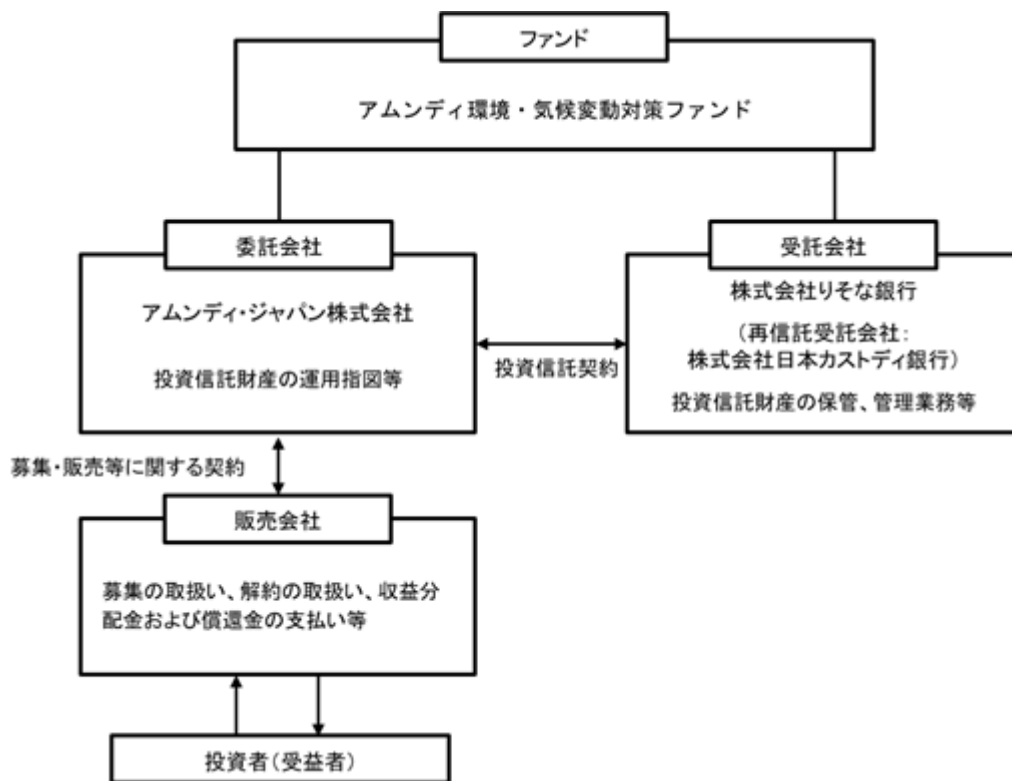 ファンド
アムンディ環境・気候変動対策ファンド
委託会社
アムンディ・ジャパン株式会社
投資信託財産の運用指図等
投資信託契約
受託会社
株式会社りそな銀行
(再信託受託会社:
株式会社日本カストディ銀行)
投資信託財産の保管、管理業務等
募集・販売等に関する契約
販売会社
募集の取扱い、解約の取扱い、収益分
配金および償還金の支払い等
投資者(受益者)